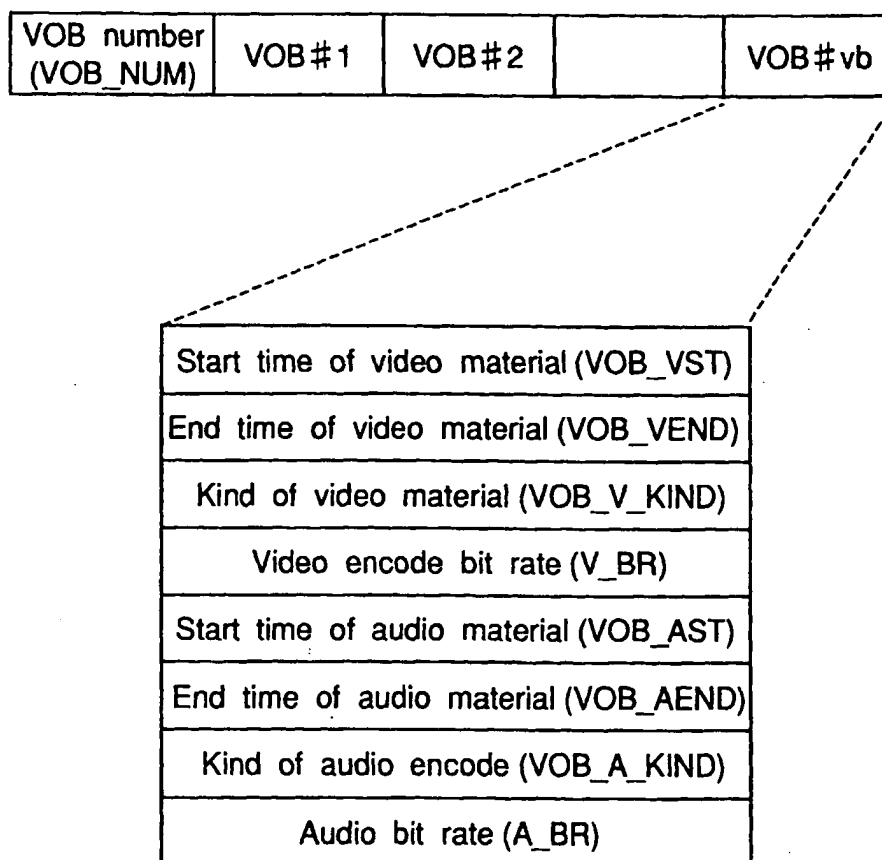 VOB number
(VOB_NUM)
VOB♯1
VOB♯2
VOB♯vb
Start time of video material (VOB_VST)
End time of video material (VOB_VEND)
Kind of video material (VOB_V_KIND)
Video encode bit rate (V_BR)
Start time of audio material (VOB_AST)
End time of audio material (VOB_AEND)
Kind of audio encode (VOB_A_KIND)
Audio bit rate (A_BR)